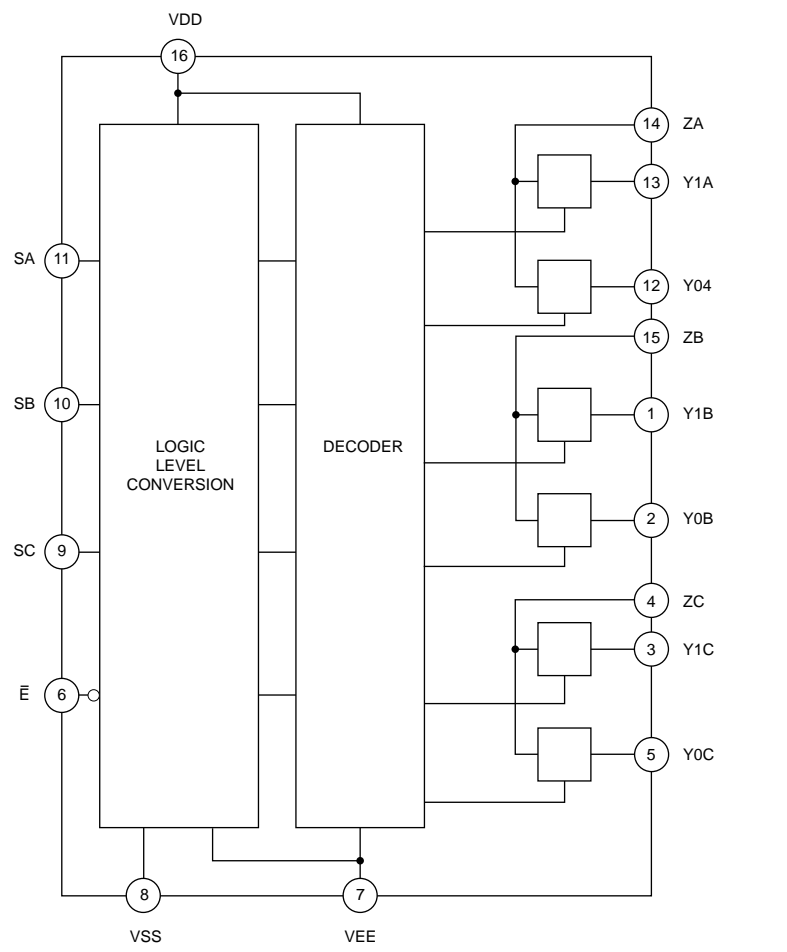 VDD
16
14 ZA
13 Y1A
SA 11
12 Y04
15 ZB
SB 10
1 Y1B
LOGIC
LEVEL
CONVERSION
DECODER
2 Y0B
SC 9
4 ZC
3 Y1C
E̅ 6
5 Y0C
8
7
VSS
VEE